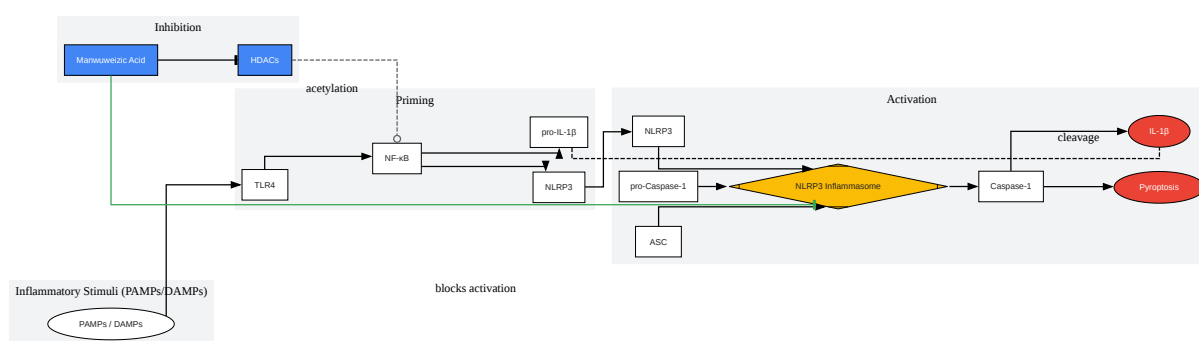 Inhibition
Manwuweizic Acid
HDACs
acetylation
Priming
Activation
pro-IL-1β
NLRP3
IL-1β
cleavage
NF-κB
TLR4
NLRP3
pro-Caspase-1
NLRP3 Inflammasome
Caspase-1
Pyroptosis
ASC
Inflammatory Stimuli (PAMPs/DAMPs)
blocks activation
PAMPs / DAMPs